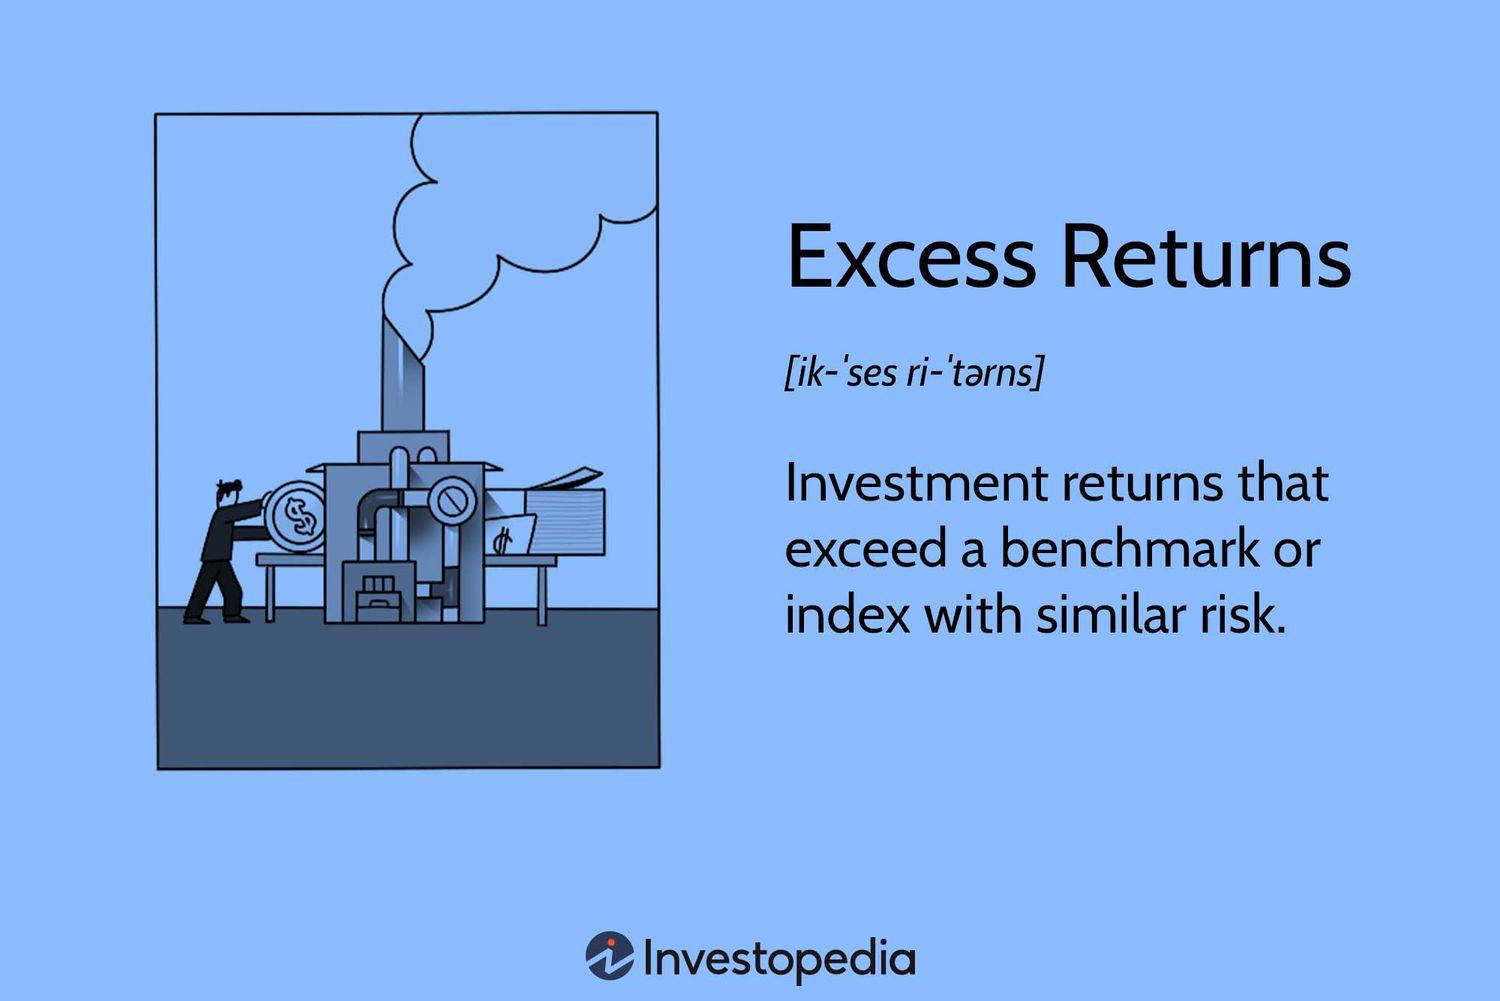 Excess Returns
[ik-ˈses ri-ˈtərns]
Investment returns that
exceed a benchmark or
index with similar risk.
$
Investopedia